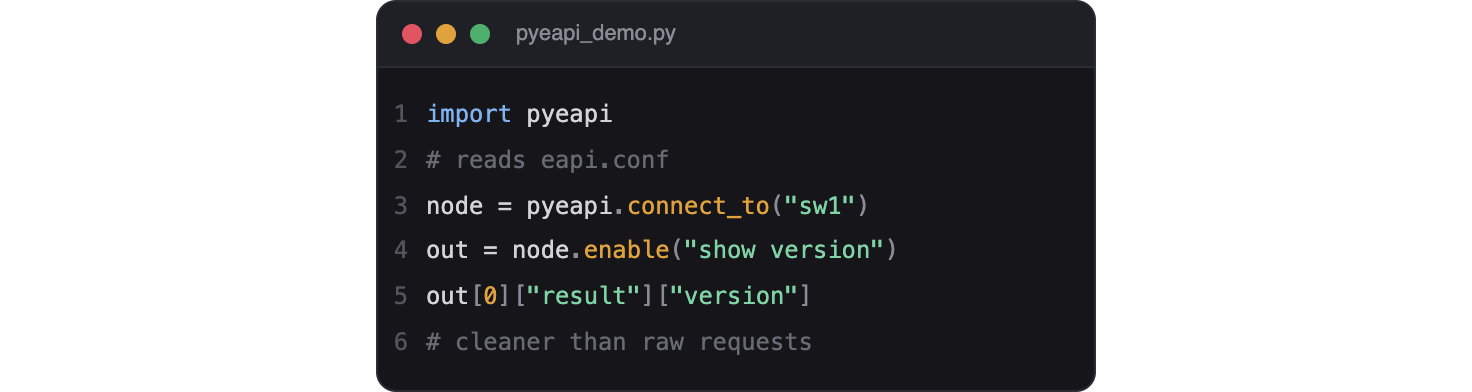 pyeapi_demo.py
1 import pyeapi
2 # reads eapi.conf
3 node = pyeapi.connect_to("sw1")
4 out = node.enable("show version")
5 out[0]["result"]["version"]
6 # cleaner than raw requests